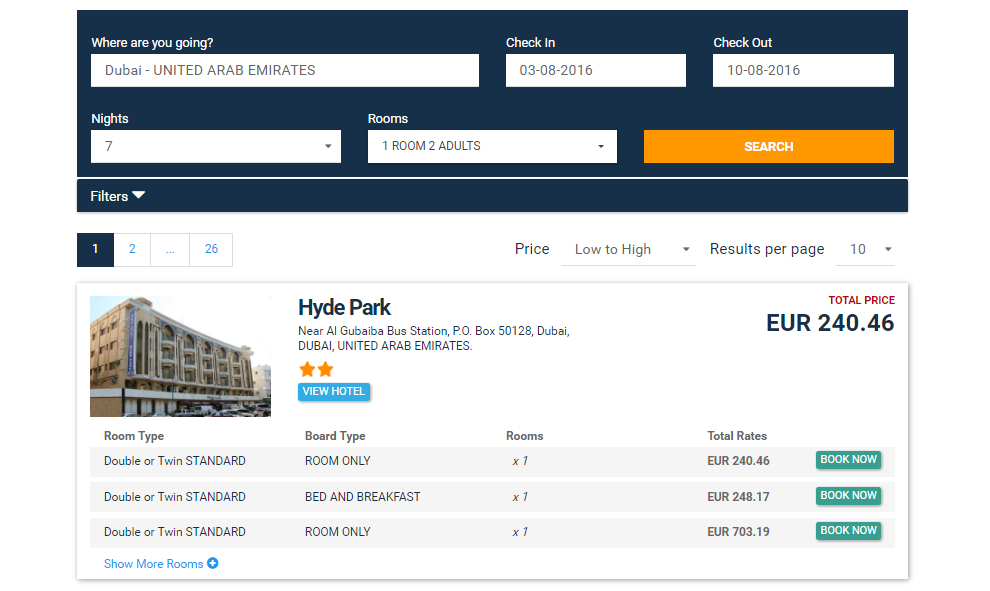 Where are you going?
Check In
Check Out
Dubai - UNITED ARAB EMIRATES
03-08-2016
10-08-2016
Nights
Rooms
7
1 ROOM 2 ADULTS
SEARCH
Filters
1
2
...
26
Price
Low to High
Results per page
10
Hyde Park
Near Al Gubaiba Bus Station, P.O. Box 50128, Dubai,
DUBAI, UNITED ARAB EMIRATES.
VIEW HOTEL
TOTAL PRICE
EUR 240.46
Room Type Board Type Rooms Total Rates
Double or Twin STANDARD ROOM ONLY x 1 EUR 240.46 BOOK NOW
Double or Twin STANDARD BED AND BREAKFAST x 1 EUR 248.17 BOOK NOW
Double or Twin STANDARD ROOM ONLY x 1 EUR 703.19 BOOK NOW
Show More Rooms